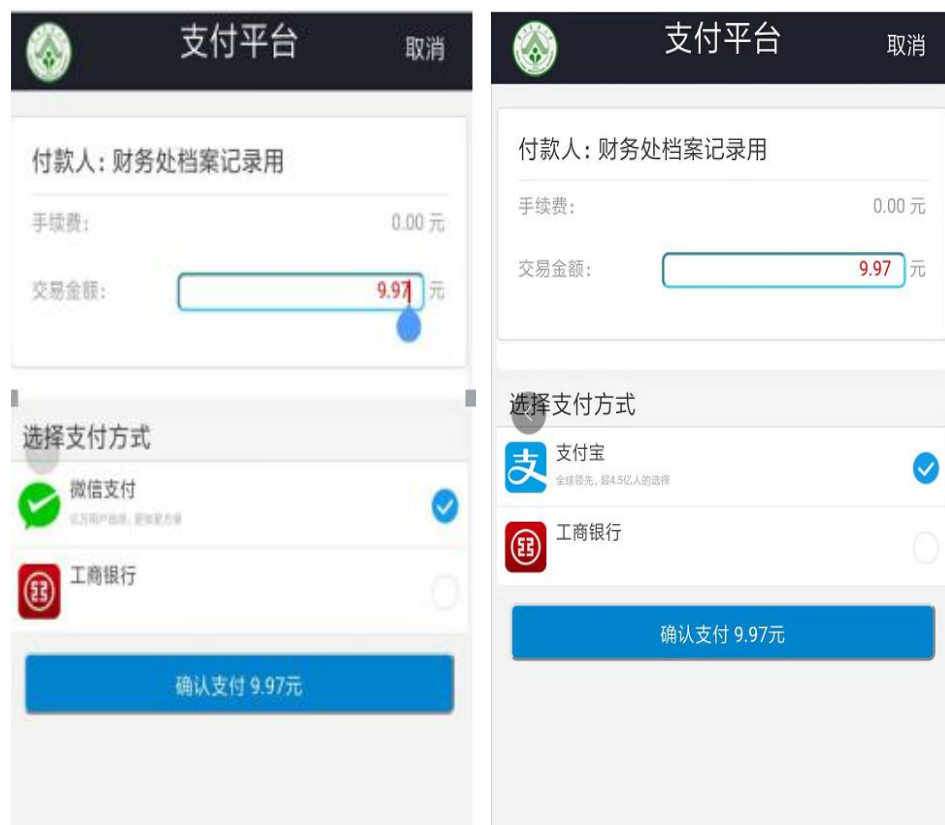 支付平台
取消
付款人: 财务处档案记录用
手续费:
0.00 元
交易金额:
9.97 元
选择支付方式
微信支付
工商银行
确认支付 9.97元
支付平台
取消
付款人: 财务处档案记录用
手续费:
0.00 元
交易金额:
9.97 元
选择支付方式
支付宝
全球领先，超4.5亿人的选择
工商银行
确认支付 9.97元